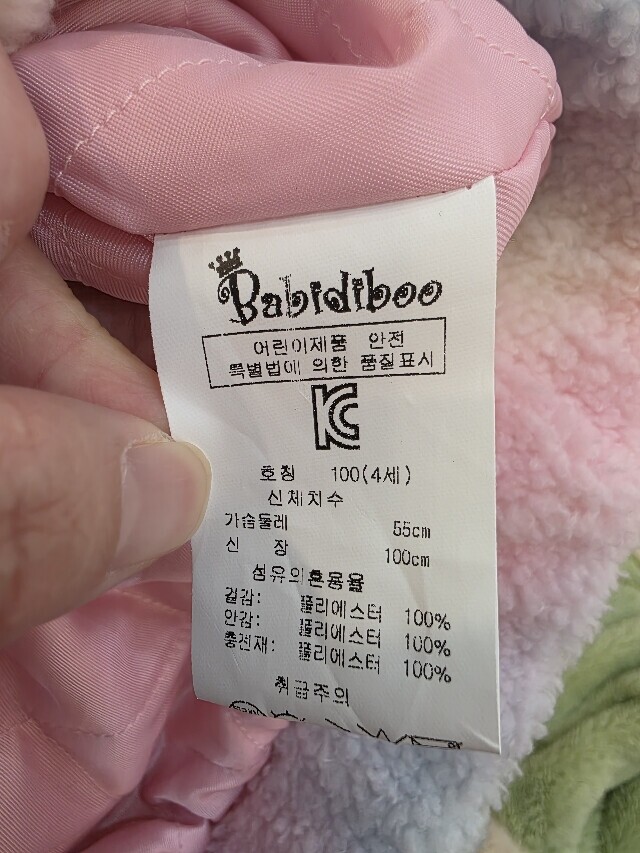 Babidiboo
어린이제품 안전
특별법에 의한 품질표시
KC
호칭 100(4세)
신체치수
가슴둘레 55cm
신 장 100cm
섬유의혼용율
겉감: 폴리에스터 100%
안감: 폴리에스터 100%
충전재: 폴리에스터 100%
취급주의